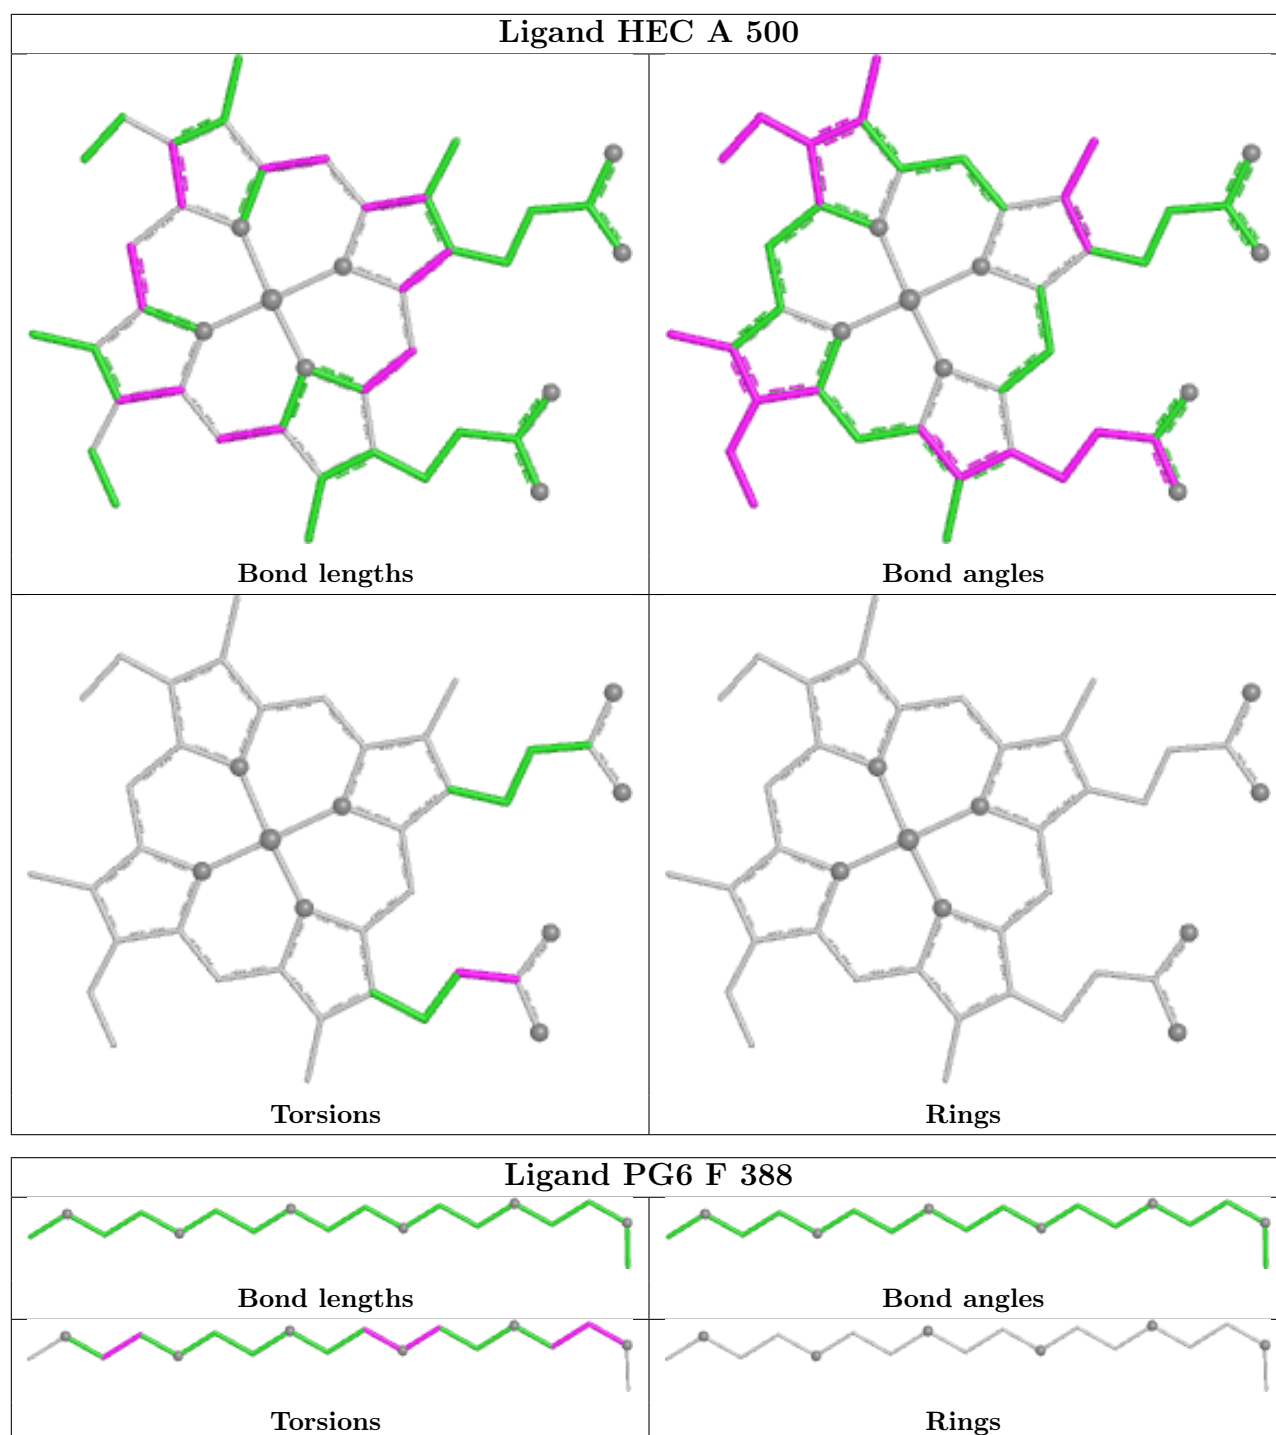 Ligand HEC A 500
Bond lengths
Bond angles
Torsions
Rings
Ligand PG6 F 388
Bond lengths
Bond angles
Torsions
Rings